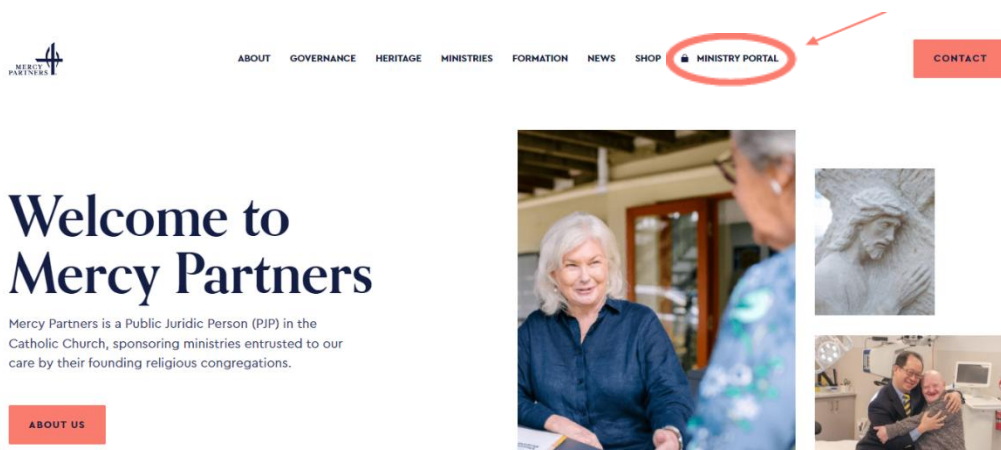 MERCY
PARTNERS
ABOUT GOVERNANCE HERITAGE MINISTRIES FORMATION NEWS SHOP MINISTRY PORTAL
CONTACT
Welcome to
Mercy Partners
Mercy Partners is a Public Juridic Person (PJP) in the
Catholic Church, sponsoring ministries entrusted to our
care by their founding religious congregations.
ABOUT US